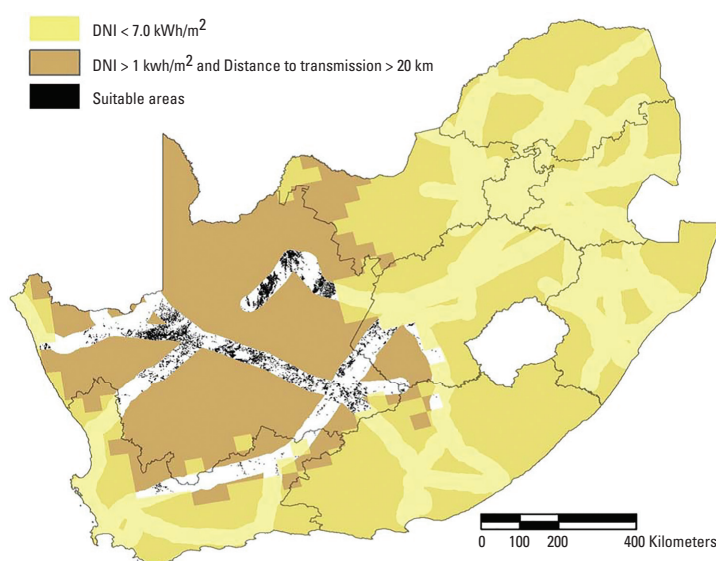 DNI < 7.0 kWh/m²
DNI > 1 kwh/m² and Distance to transmission > 20 km
Suitable areas
0 100 200 400 Kilometers